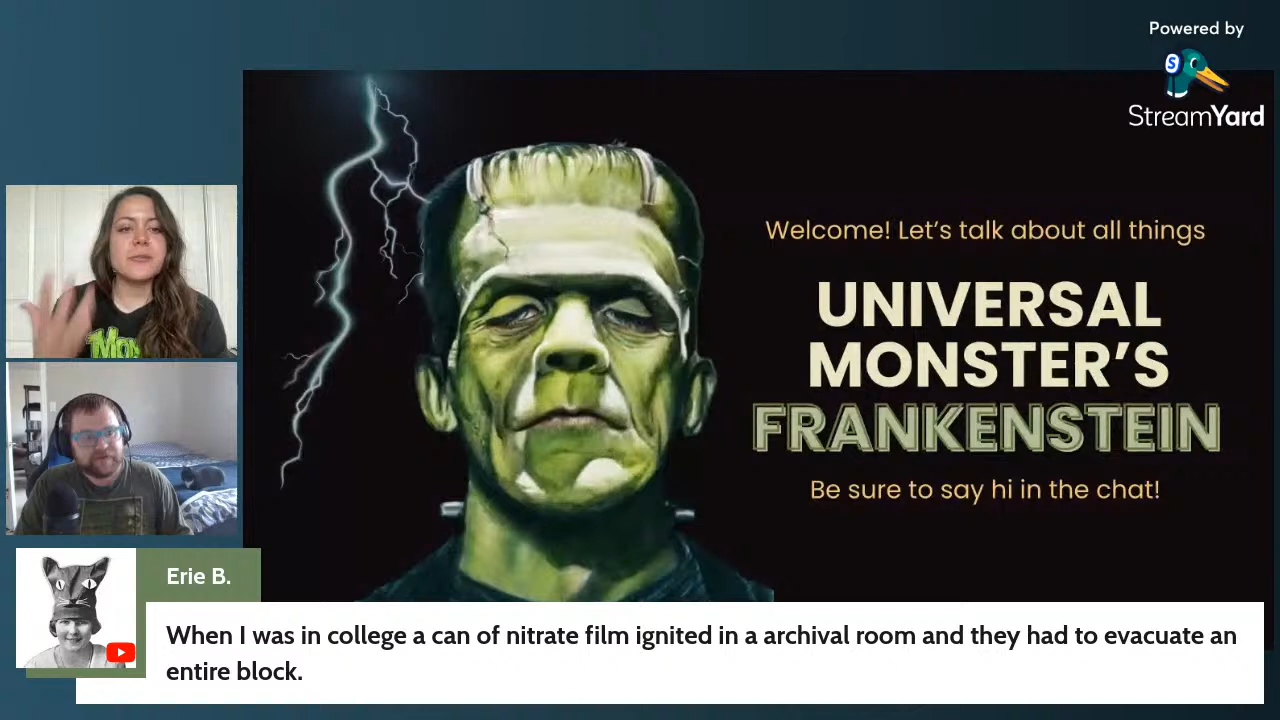 Powered by
S
StreamYard
Welcome! Let's talk about all things
UNIVERSAL
MONSTER'S
FRANKENSTEIN
Be sure to say hi in the chat!
Mon
Erie B.
When I was in college a can of nitrate film ignited in a archival room and they had to evacuate an
entire block.